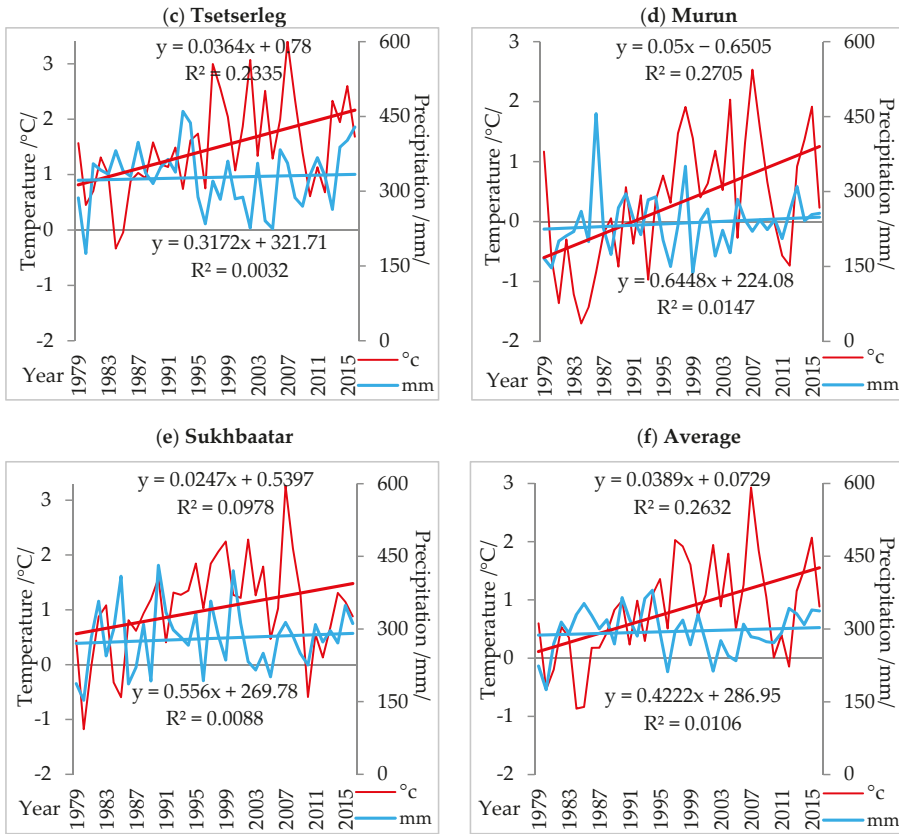 (c) Tsetserleg
y = 0.0364x + 0.78
R² = 0.2335
3
2
1
0
-1
-2
Temperature /°C/
600
450
300
150
0
Precipitation /mm/
y = 0.3172x + 321.71
R² = 0.0032
Year
1979
1983
1987
1991
1995
1999
2003
2007
2011
2015
°c
mm
(d) Murun
y = 0.05x − 0.6505
R² = 0.2705
3
2
1
0
-1
-2
Temperature /°C/
600
450
300
150
0
Precipitation /mm/
y = 0.6448x + 224.08
R² = 0.0147
Year
1979
1983
1987
1991
1995
1999
2003
2007
2011
2015
°c
mm
(e) Sukhbaatar
y = 0.0247x + 0.5397
R² = 0.0978
3
2
1
0
-1
-2
Temperature /°C/
600
450
300
150
0
Precipitation /mm/
y = 0.556x + 269.78
R² = 0.0088
Year
1979
1983
1987
1991
1995
1999
2003
2007
2011
2015
°c
mm
(f) Average
y = 0.0389x + 0.0729
R² = 0.2632
3
2
1
0
-1
-2
Temperature /°C/
600
450
300
150
0
Precipitation /mm/
y = 0.4222x + 286.95
R² = 0.0106
Year
1979
1983
1987
1991
1995
1999
2003
2007
2011
2015
°c
mm